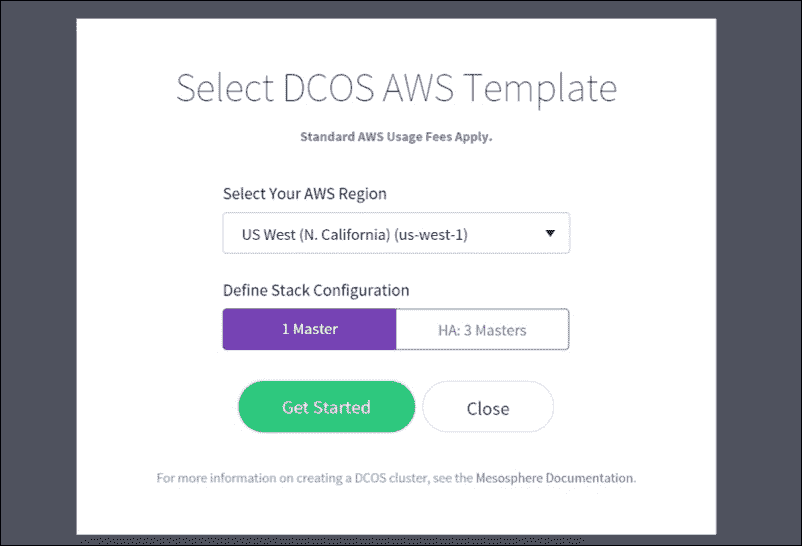 Select DCOS AWS Template
Standard AWS Usage Fees Apply.
Select Your AWS Region
US West (N. California) (us-west-1)
Define Stack Configuration
1 Master
HA: 3 Masters
Get Started
Close
For more information on creating a DCOS cluster, see the Mesosphere Documentation.